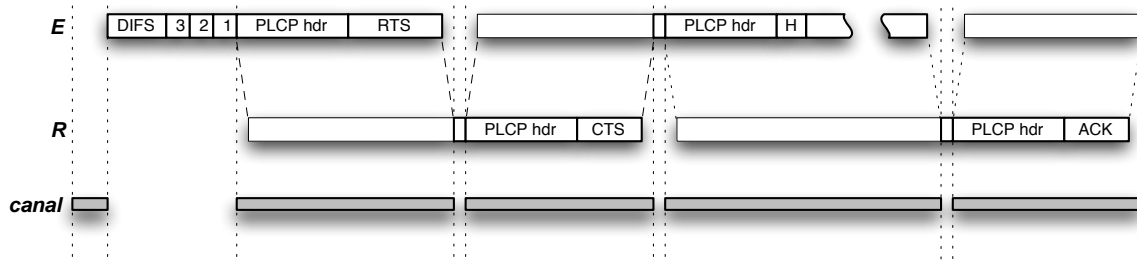 E DIFS 3 2 1 PLCP hdr RTS PLCP hdr H
R PLCP hdr CTS PLCP hdr ACK
canal